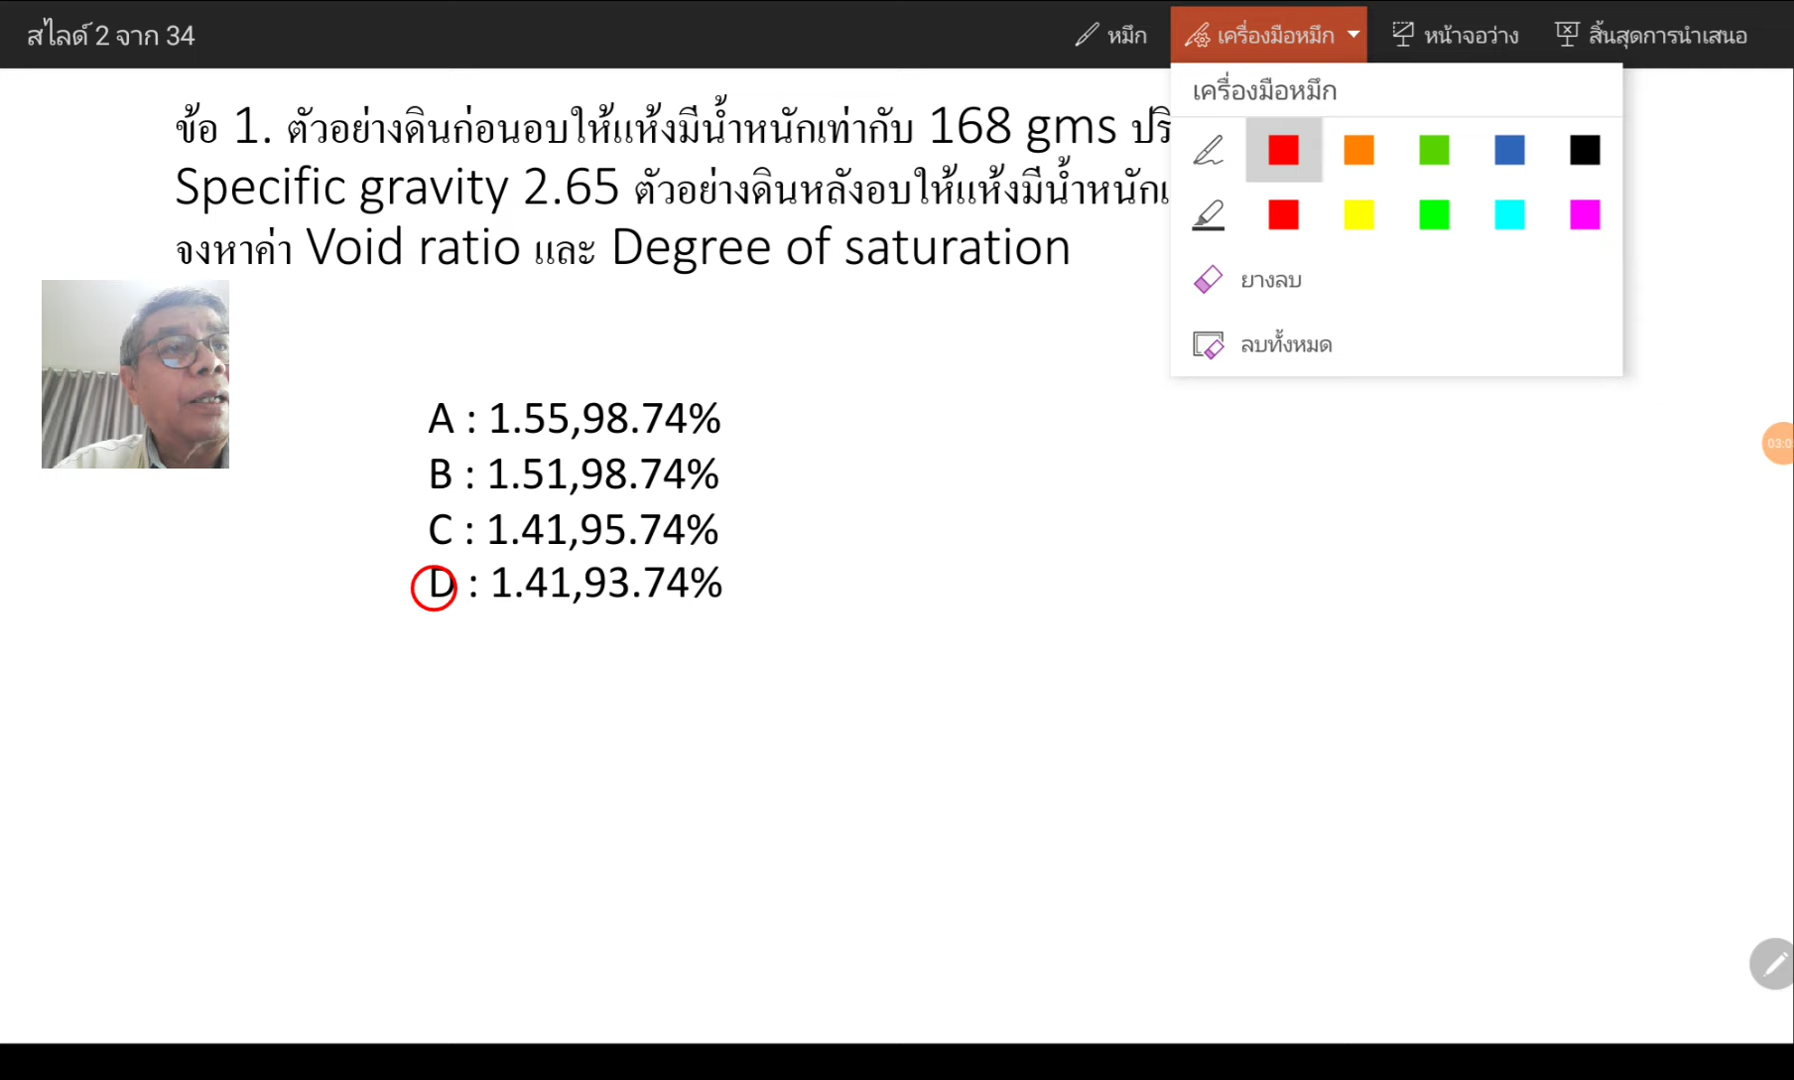 สไลด์ 2 จาก 34
หมึก
เครื่องมือหมึก
หน้าจอว่าง
สิ้นสุดการนำเสนอ
เครื่องมือหมึก
ยางลบ
ลบทั้งหมด
ข้อ 1. ตัวอย่างดินก่อนอบให้แห้งมีน้ำหนักเท่ากับ 168 gms
Specific gravity 2.65 ตัวอย่างดินหลังอบให้แห้งมีน้ำหนัก
จงหาค่า Void ratio และ Degree of saturation
A : 1.55,98.74%
B : 1.51,98.74%
C : 1.41,95.74%
D : 1.41,93.74%